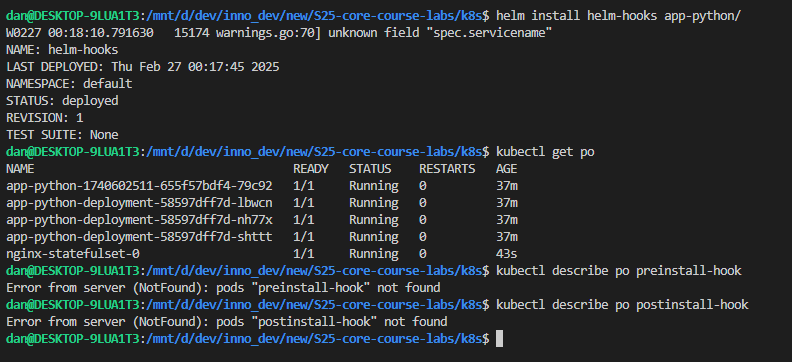 dan@DESKTOP-9LUA1T3:/mnt/d/dev/inno_dev/new/S25-core-course-labs/k8s$ helm install helm-hooks app-python/
W0227 00:18:10.791630   15174 warnings.go:70] unknown field "spec.servicename"
NAME: helm-hooks
LAST DEPLOYED: Thu Feb 27 00:17:45 2025
NAMESPACE: default
STATUS: deployed
REVISION: 1
TEST SUITE: None
dan@DESKTOP-9LUA1T3:/mnt/d/dev/inno_dev/new/S25-core-course-labs/k8s$ kubectl get po
NAME                                     READY   STATUS    RESTARTS   AGE
app-python-1740602511-655f57bdf4-79c92   1/1     Running   0          37m
app-python-deployment-58597dff7d-lbwcn   1/1     Running   0          37m
app-python-deployment-58597dff7d-nh77x   1/1     Running   0          37m
app-python-deployment-58597dff7d-shttt   1/1     Running   0          37m
nginx-statefulset-0                      1/1     Running   0          43s
dan@DESKTOP-9LUA1T3:/mnt/d/dev/inno_dev/new/S25-core-course-labs/k8s$ kubectl describe po preinstall-hook
Error from server (NotFound): pods "preinstall-hook" not found
dan@DESKTOP-9LUA1T3:/mnt/d/dev/inno_dev/new/S25-core-course-labs/k8s$ kubectl describe po postinstall-hook
Error from server (NotFound): pods "postinstall-hook" not found
dan@DESKTOP-9LUA1T3:/mnt/d/dev/inno_dev/new/S25-core-course-labs/k8s$